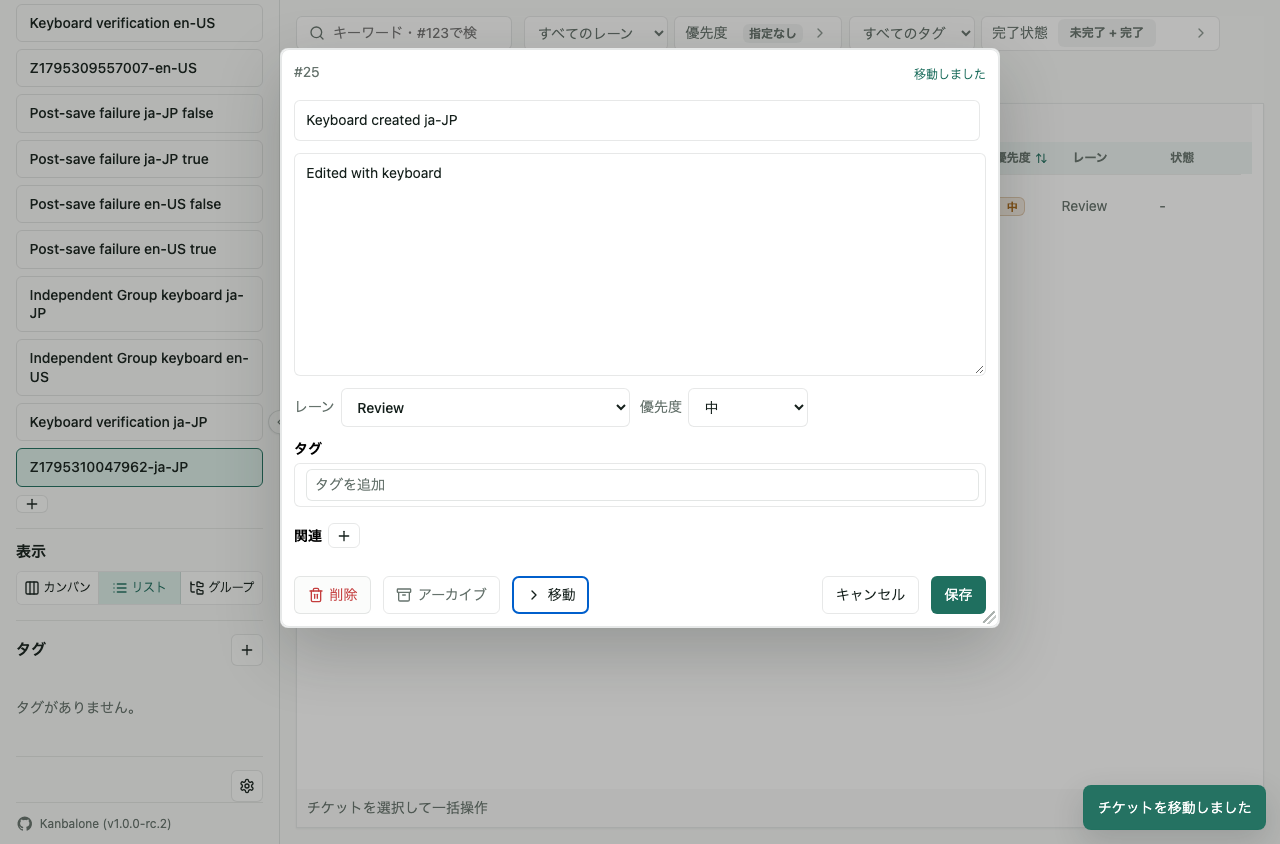 Keyboard verification en-US
Z1795309557007-en-US
Post-save failure ja-JP false
Post-save failure ja-JP true
Post-save failure en-US false
Post-save failure en-US true
Independent Group keyboard ja-
JP
Independent Group keyboard en-
US
Keyboard verification ja-JP
Z1795310047962-ja-JP
表示
カンバン リスト グループ
タグ
タグがありません。
Kanbalone (v1.0.0-rc.2)
キーワード・#123で検 すべてのレーン 優先度 指定なし すべてのタグ 完了状態 未完了 + 完了
優先度 レーン 状態
中 Review -
#25 移動しました
Keyboard created ja-JP
Edited with keyboard
レーン Review 優先度 中
タグ
タグを追加
関連
削除 アーカイブ 移動 キャンセル 保存
チケットを選択して一括操作
チケットを移動しました